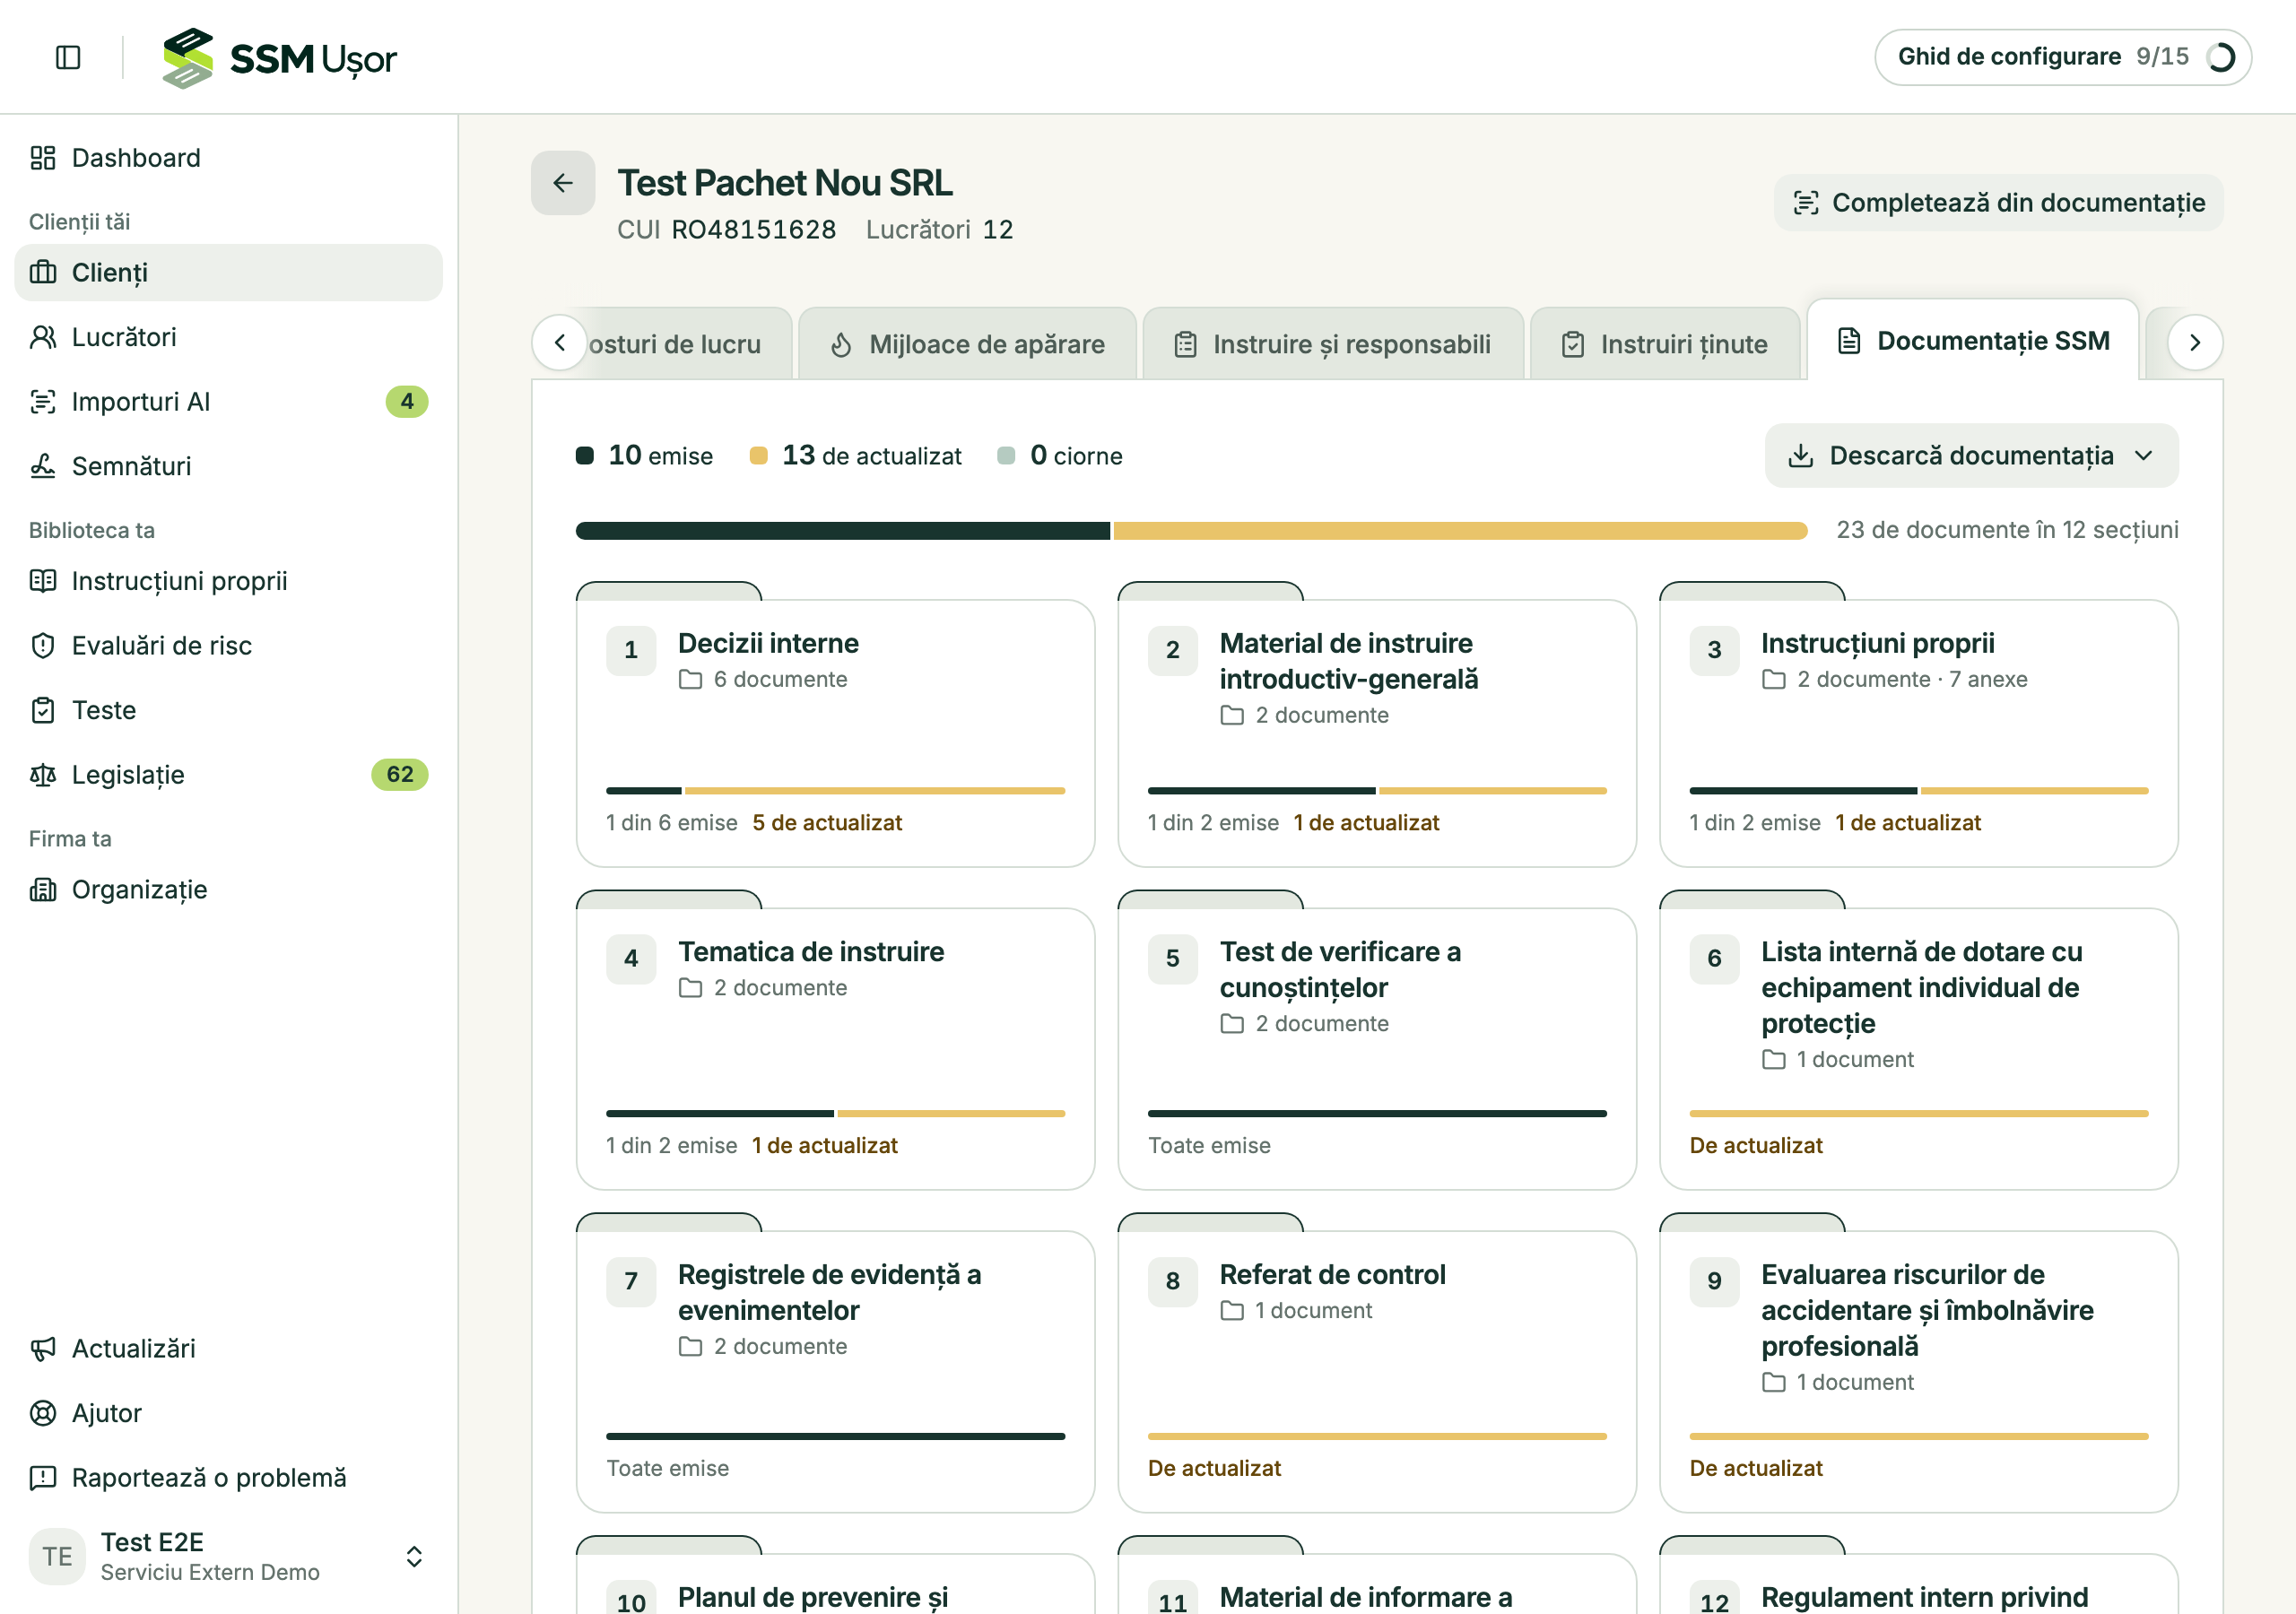 SSM Ușor
Ghid de configurare 9/15
Dashboard
Clienții tăi
Clienți
Lucrători
Importuri AI 4
Semnături
Biblioteca ta
Instrucțiuni proprii
Evaluări de risc
Teste
Legislație 62
Firma ta
Organizație
Actualizări
Ajutor
Raportează o problemă
TE
Test E2E
Serviciu Extern Demo
Test Pachet Nou SRL
CUI RO48151628 Lucrători 12
Completează din documentație
osturi de lucru
Mijloace de apărare
Instruire și responsabili
Instruiri ținute
Documentație SSM
10 emise 13 de actualizat 0 ciorne
Descarcă documentația
23 de documente în 12 secțiuni
1
Decizii interne
6 documente
1 din 6 emise 5 de actualizat
2
Material de instruire
introductiv-generală
2 documente
1 din 2 emise 1 de actualizat
3
Instrucțiuni proprii
2 documente · 7 anexe
1 din 2 emise 1 de actualizat
4
Tematica de instruire
2 documente
1 din 2 emise 1 de actualizat
5
Test de verificare a
cunoștințelor
2 documente
Toate emise
6
Lista internă de dotare cu
echipament individual de
protecție
1 document
De actualizat
7
Registrele de evidență a
evenimentelor
2 documente
Toate emise
8
Referat de control
1 document
De actualizat
9
Evaluarea riscurilor de
accidentare și îmbolnăvire
profesională
1 document
De actualizat
10
Planul de prevenire și
11
Material de informare a
12
Regulament intern privind